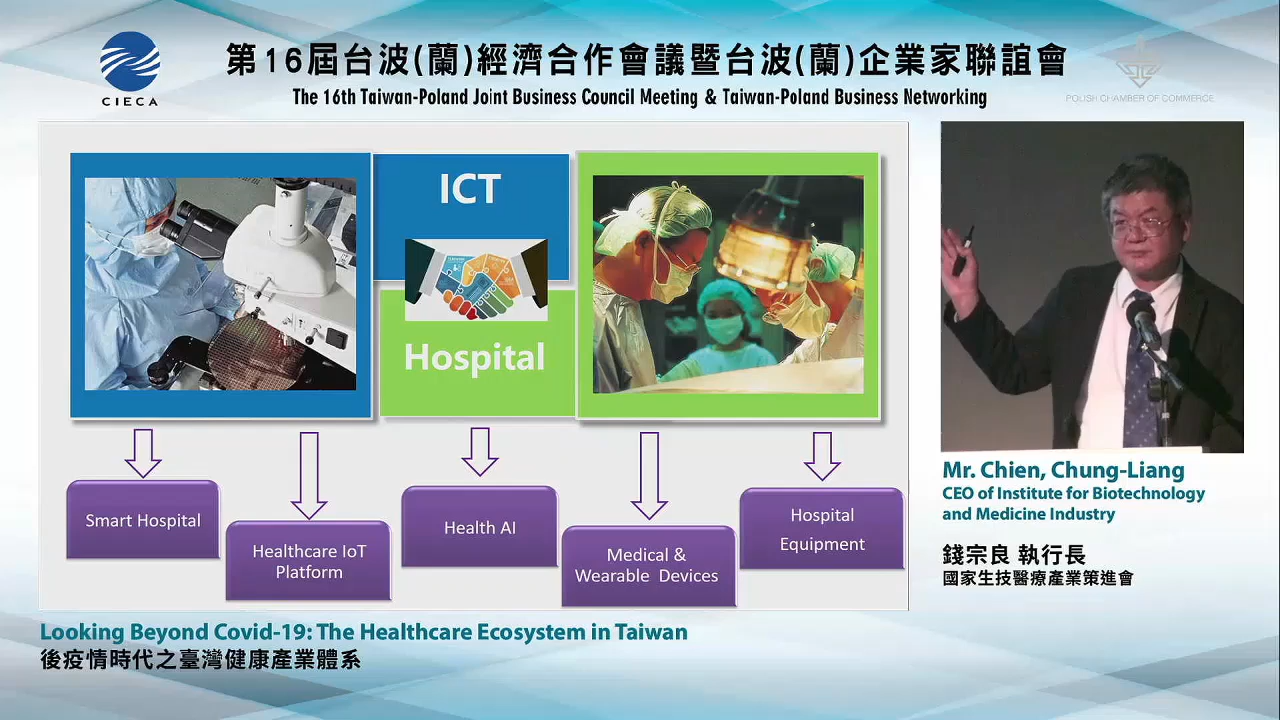 CIECA
第16屆台波(蘭)經濟合作會議暨台波(蘭)企業家聯誼會
The 16th Taiwan-Poland Joint Business Council Meeting & Taiwan-Poland Business Networking
POLISH CHAMBER OF COMMERCE
ICT
Hospital
Smart Hospital
Healthcare IoT
Platform
Health AI
Medical &
Wearable Devices
Hospital
Equipment
Mr. Chien, Chung-Liang
CEO of Institute for Biotechnology
and Medicine Industry
錢宗良 執行長
國家生技醫療產業策進會
Looking Beyond Covid-19: The Healthcare Ecosystem in Taiwan
後疫情時代之臺灣健康產業體系